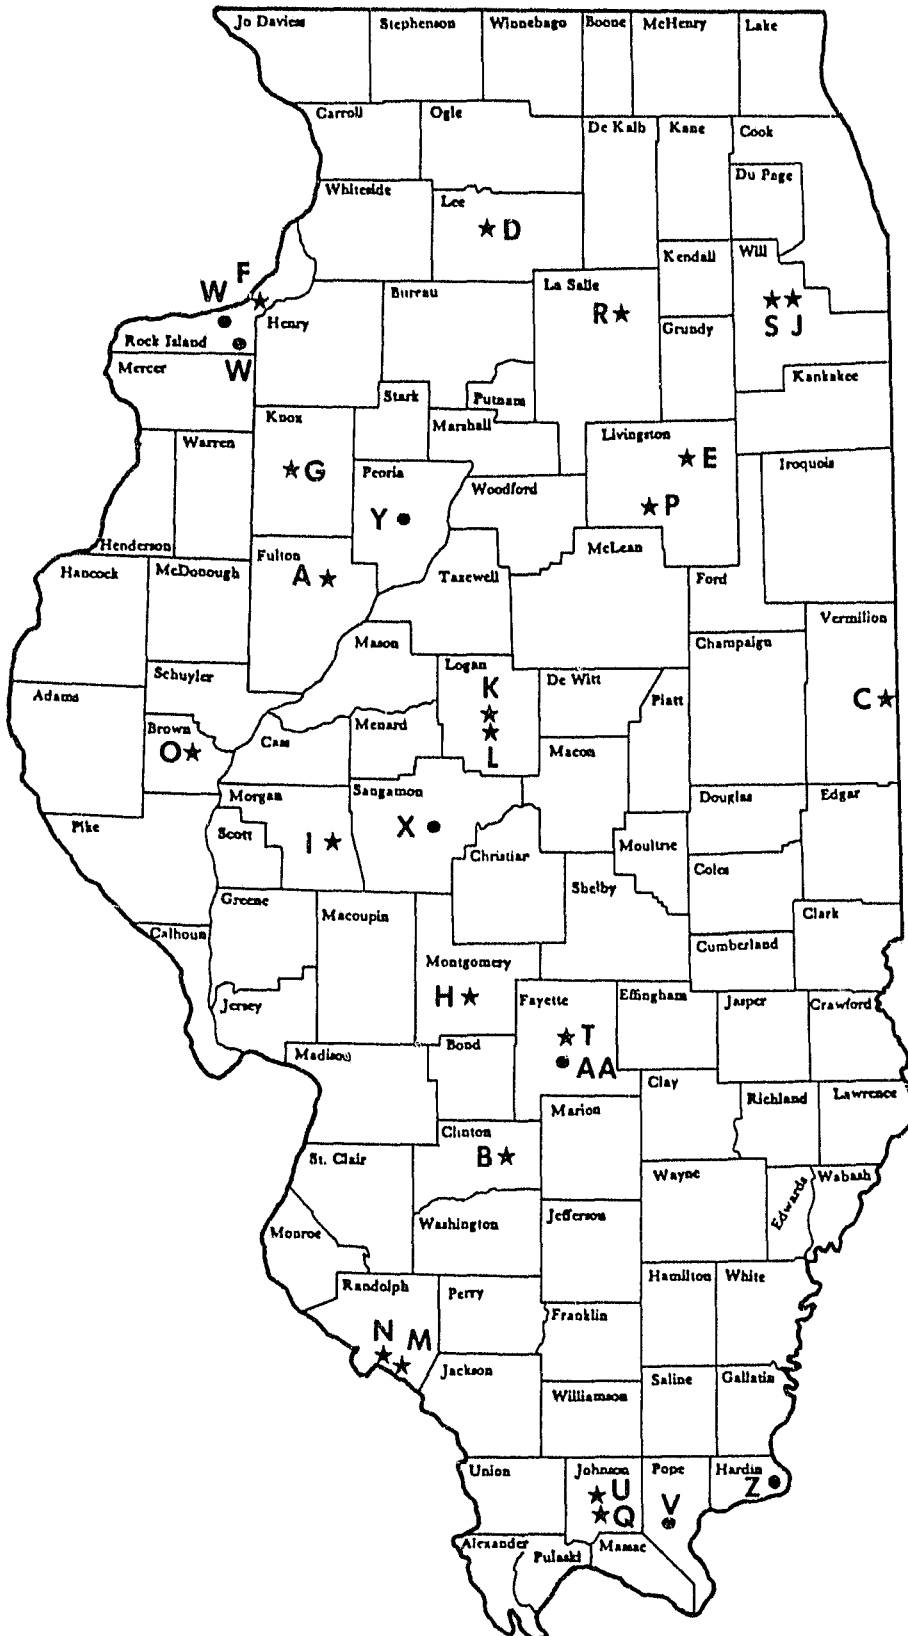 Jo Daviess Stephenson Winnebago Boone McHenry Lake
Carroll Ogle De Kalb Kane Cook
Du Page
Whiteside Lee D
Kendall Will
F
W
Bureau La Salle
R
S J
Henry
Rock Island
Grundy
W
Mercer
Kankakee
Stark Putnam
Knox
Marshall
Warren Livingston
E
G Peoria Iroquois
Woodford
P
Y
Henderson McLean
Fulton
Hancock McDonough A Tazewell Ford
Vermilion
Mason Champaign
Logan
Schuyler De Witt
K
Adams Piatt C
Brown Menard
Cass
O L Macon
Morgan Sangamon Douglas Edgar
Pike Scott X
I Christiar Moultrie
Coles
Shelby
Greene
Macoupin Clark
Calhoun Cumberland
Montgomery
H Fayette Effingham
Jersey Jasper Crawford
T
Madison Bond
AA
Clay
Marion Richland Lawrence
Clinton
St. Clair B
Wayne Wabash
Edwards
Washington Jefferson
Monroe
Randolph Perry Hamilton White
Franklin
N M
Jackson Saline Gallatin
Williamson
Union Johnson Pope Hardin
U Z
V
Q
Alexander Pulaski Massac